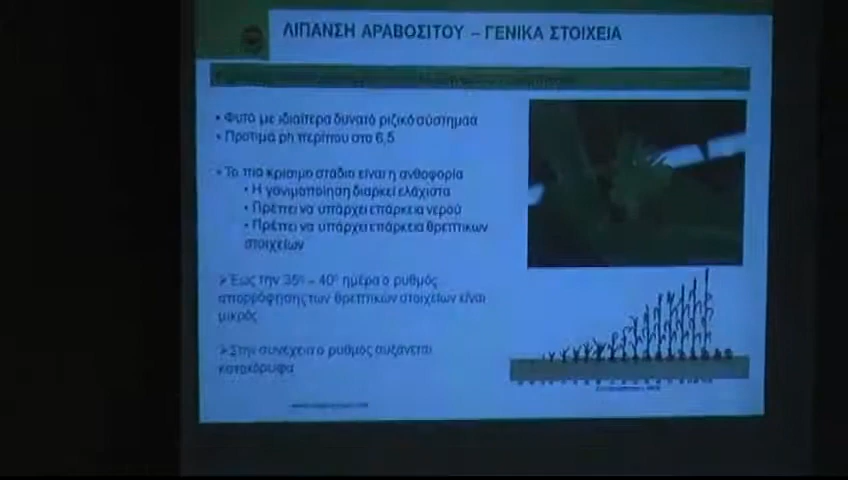 ΛΙΠΑΝΣΗ ΑΡΑΒΟΣΙΤΟΥ – ΓΕΝΙΚΑ ΣΤΟΙΧΕΙΑ
• Φυτό με ιδιαίτερα δυνατό ριζικό σύστημαα
• Προτιμά pH περίπου στο 6,5
• Το πιο κρίσιμο στάδιο είναι η ανθοφορία
• Η γονιμοποίηση διαρκεί ελάχιστα
• Πρέπει να υπάρχει επάρκεια νερού
• Πρέπει να υπάρχει επάρκεια θρεπτικών
στοιχείων
➢ Έως την 35η – 40η ημέρα ο ρυθμός
απορρόφησης των θρεπτικών στοιχείων είναι
μικρός
➢ Στην συνέχεια ο ρυθμός αυξάνεται
κατακόρυφα